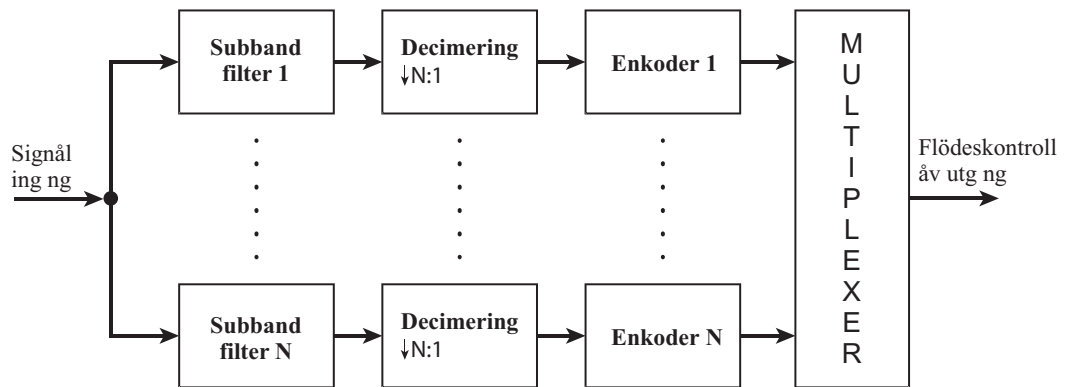 Subband
filter 1
Decimering
↓N:1
Enkoder 1
M
U
L
T
I
P
L
E
X
E
R
Signål
ing ng
Flödeskontroll
åv utg ng
Subband
filter N
Decimering
↓N:1
Enkoder N